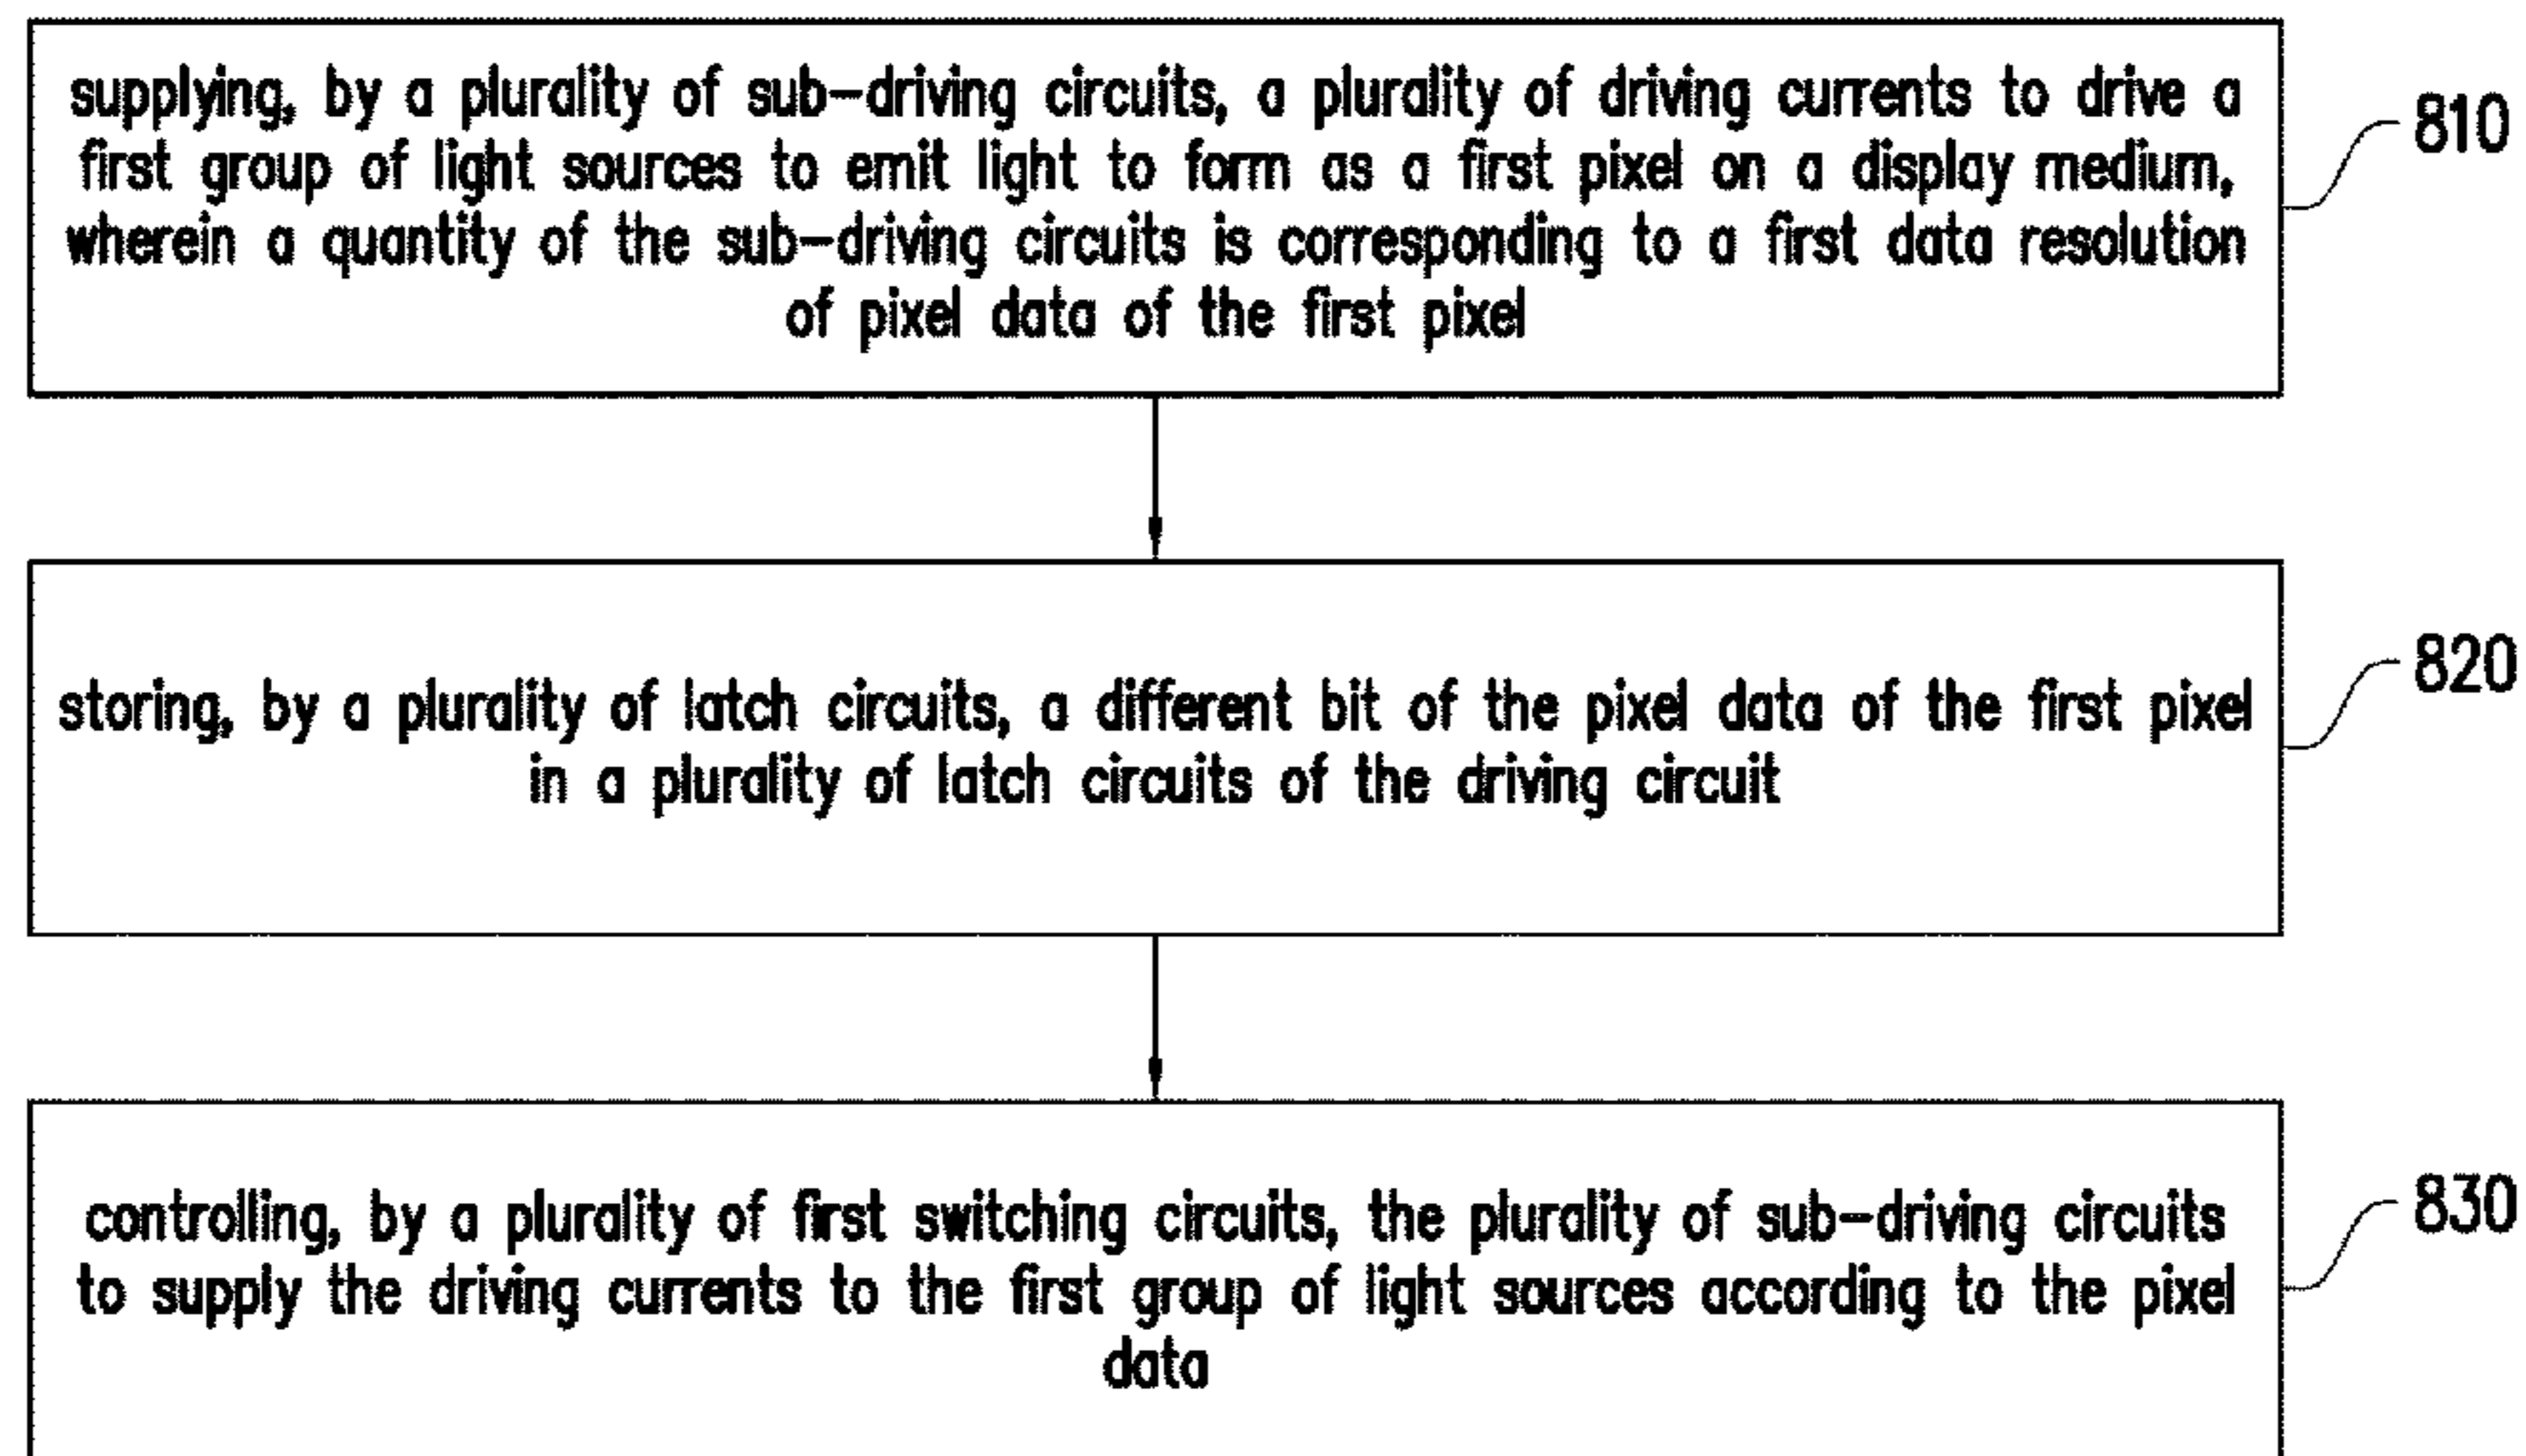 supplying, by a plurality of sub-driving circuits, a plurality of driving currents to drive a
first group of light sources to emit light to form as a first pixel on a display medium,
wherein a quantity of the sub-driving circuits is corresponding to a first data resolution
of pixel data of the first pixel
810
storing, by a plurality of latch circuits, a different bit of the pixel data of the first pixel
in a plurality of latch circuits of the driving circuit
820
controlling, by a plurality of first switching circuits, the plurality of sub-driving circuits
to supply the driving currents to the first group of light sources according to the pixel
data
830